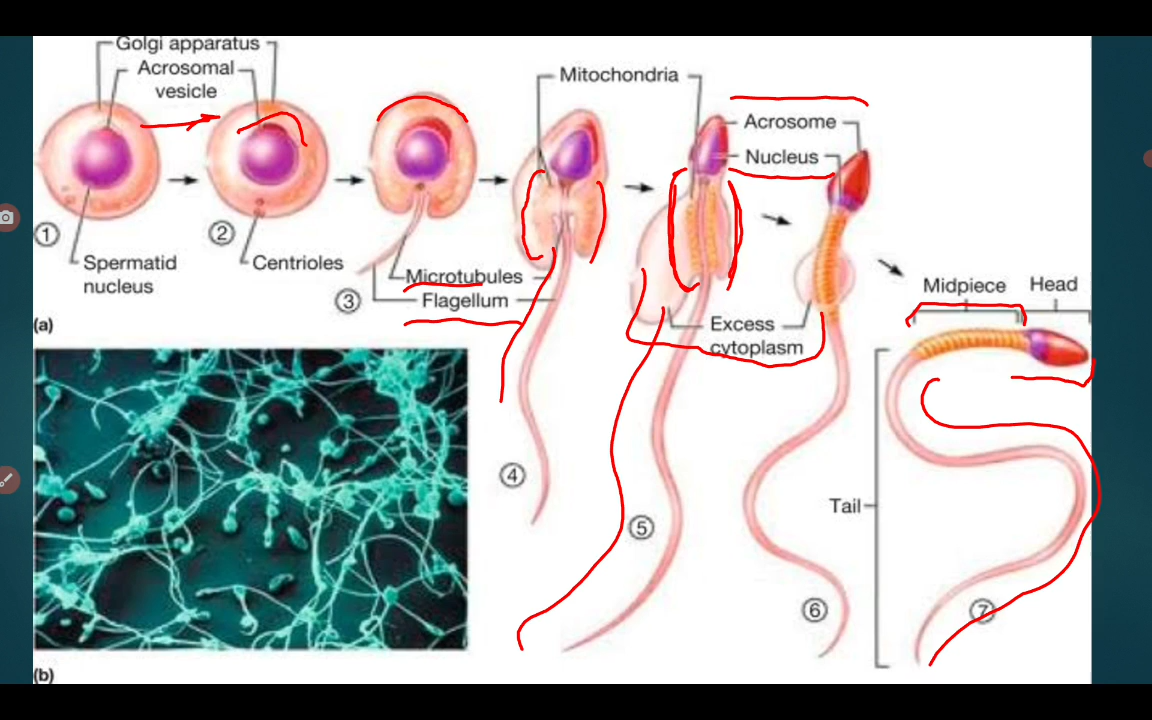 Golgi apparatus
Acrosomal
vesicle
Mitochondria
Acrosome
Nucleus
①
②
Spermatid
nucleus
Centrioles
Microtubules
③
Flagellum
(a)
Excess
cytoplasm
Midpiece
Head
④
⑤
Tail
⑥
⑦
(b)